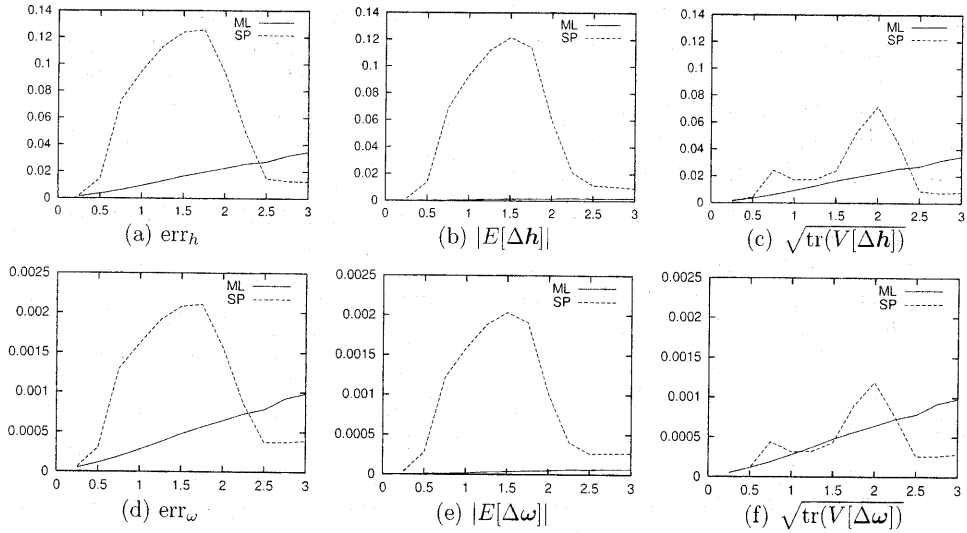 0.14
0.12
0.1
0.08
0.06
0.04
0.02
0
0 0.5 1 1.5 2 2.5 3
ML
SP
(a) err_h
0.14
0.12
0.1
0.08
0.06
0.04
0.02
0
0 0.5 1 1.5 2 2.5 3
ML
SP
(b) |E[Δh]|
0.14
0.12
0.1
0.08
0.06
0.04
0.02
0
0 0.5 1 1.5 2 2.5 3
ML
SP
(c) √tr(V[Δh])
0.0025
0.002
0.0015
0.001
0.0005
0
0 0.5 1 1.5 2 2.5 3
ML
SP
(d) err_ω
0.0025
0.002
0.0015
0.001
0.0005
0
0 0.5 1 1.5 2 2.5 3
ML
SP
(e) |E[Δω]|
0.0025
0.002
0.0015
0.001
0.0005
0
0 0.5 1 1.5 2 2.5 3
ML
SP
(f) √tr(V[Δω])